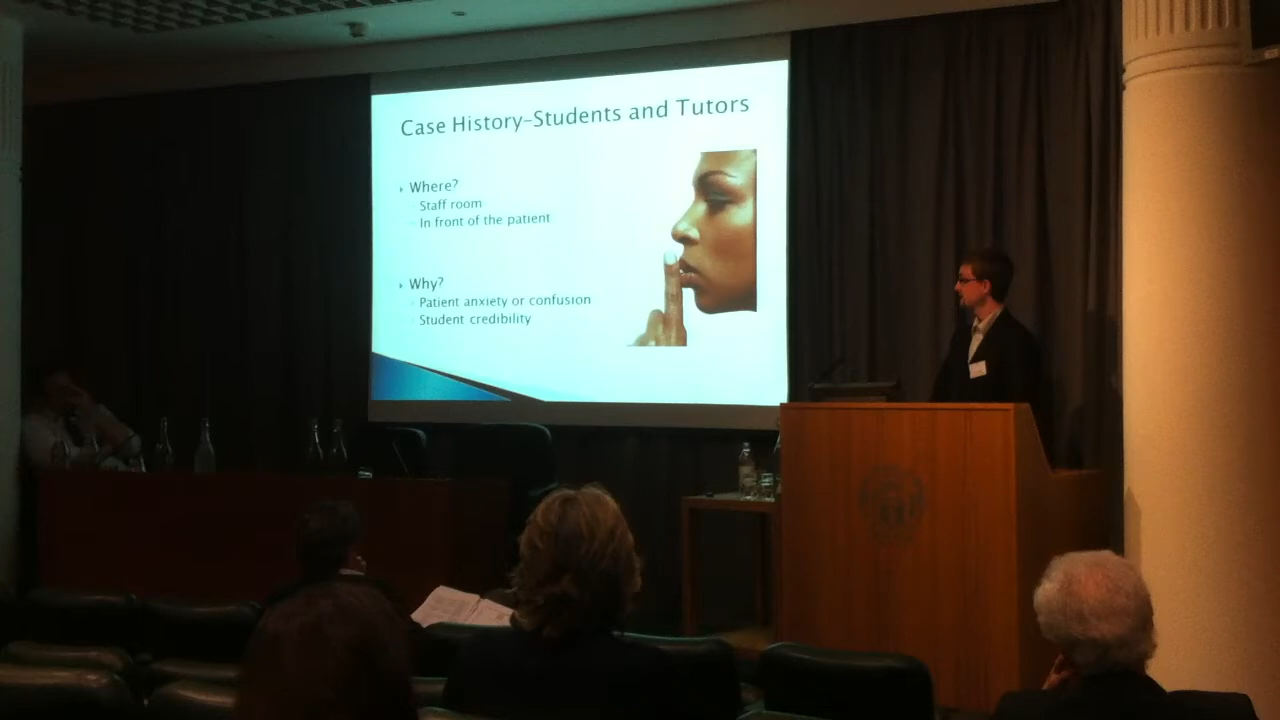 Case History-Students and Tutors
Where?
Staff room
In front of the patient
Why?
Patient anxiety or confusion
Student credibility